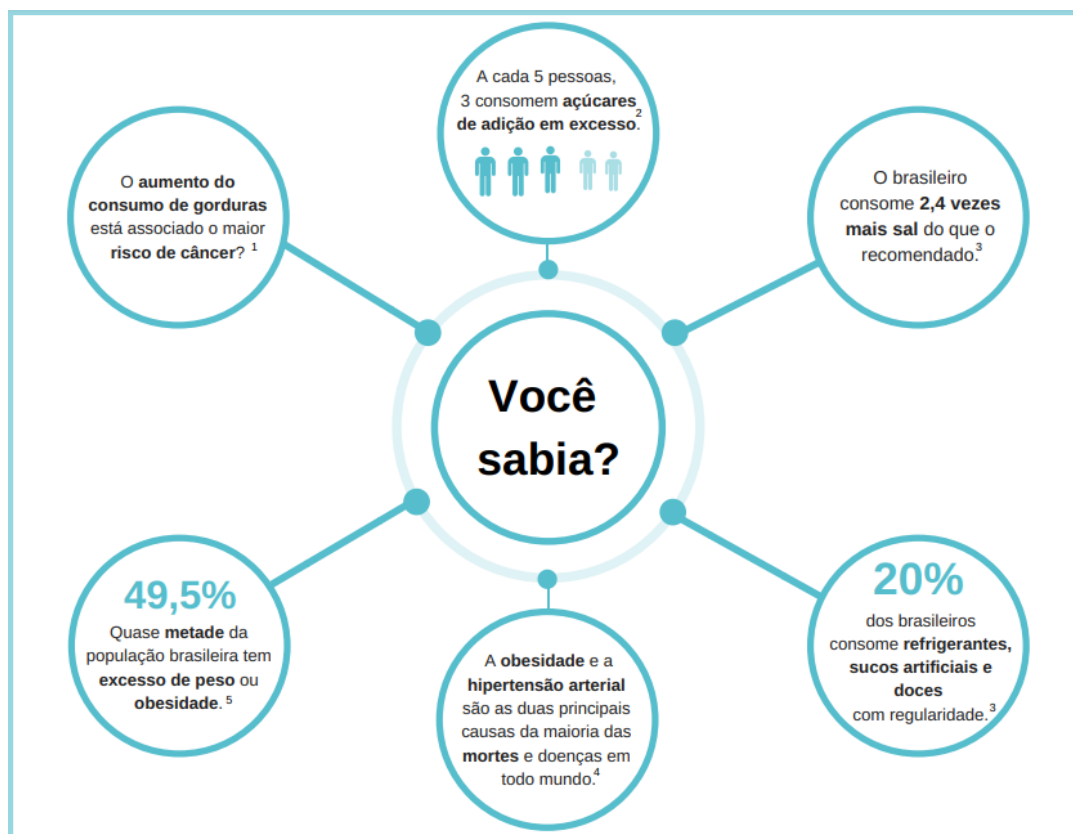 A cada 5 pessoas,
3 consomem açúcares
de adição em excesso.2
O aumento do
consumo de gorduras
está associado o maior
risco de câncer? 1
O brasileiro
consome 2,4 vezes
mais sal do que o
recomendado.3
Você
sabia?
49,5%
Quase metade da
população brasileira tem
excesso de peso ou
obesidade. 5
A obesidade e a
hipertensão arterial
são as duas principais
causas da maioria das
mortes e doenças em
todo mundo.4
20%
dos brasileiros
consome refrigerantes,
sucos artificiais e
doces
com regularidade.3